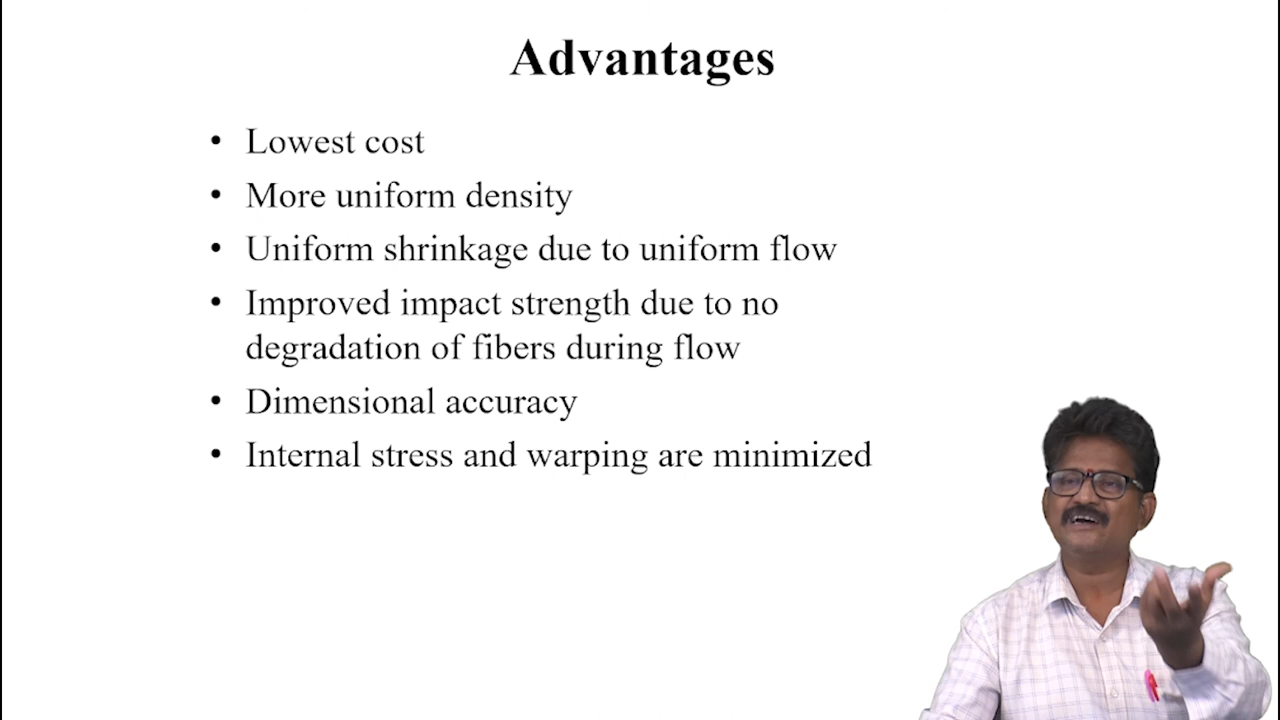 Advantages
• Lowest cost
• More uniform density
• Uniform shrinkage due to uniform flow
• Improved impact strength due to no
degradation of fibers during flow
• Dimensional accuracy
• Internal stress and warping are minimized